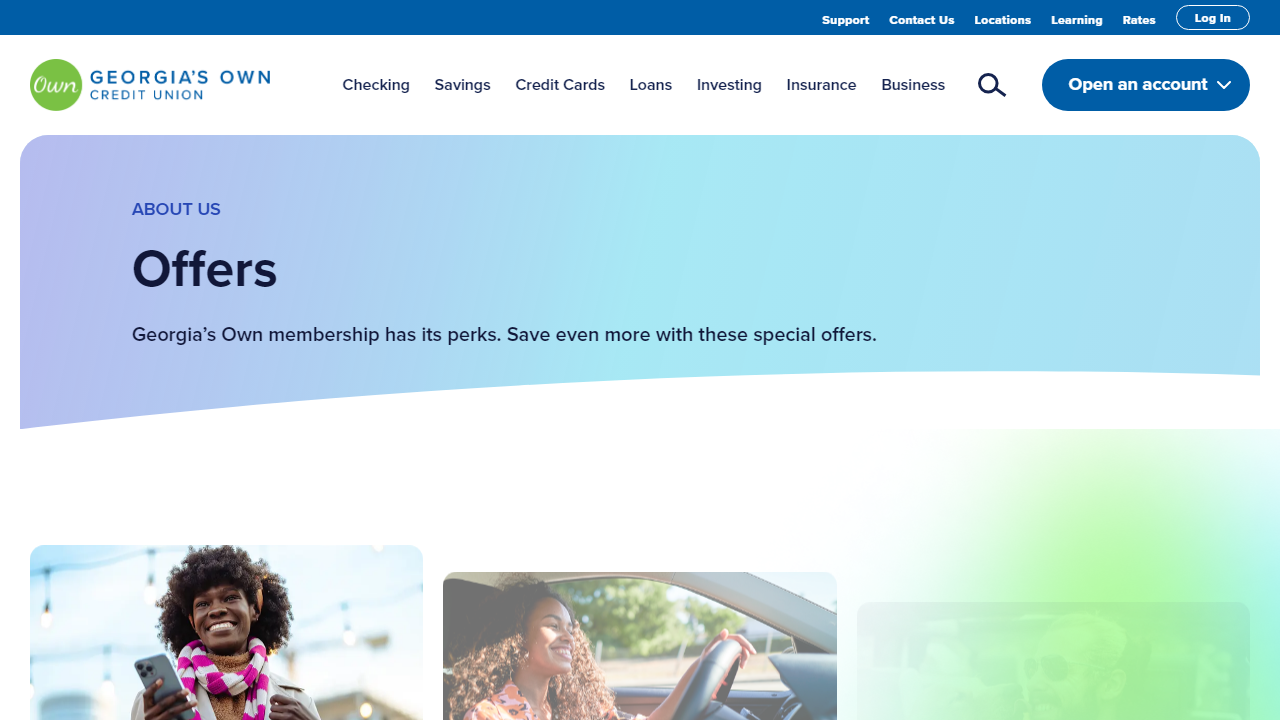 Support Contact Us Locations Learning Rates Log In
Own GEORGIA'S OWN
CREDIT UNION
Checking Savings Credit Cards Loans Investing Insurance Business Open an account
ABOUT US
Offers
Georgia’s Own membership has its perks. Save even more with these special offers.